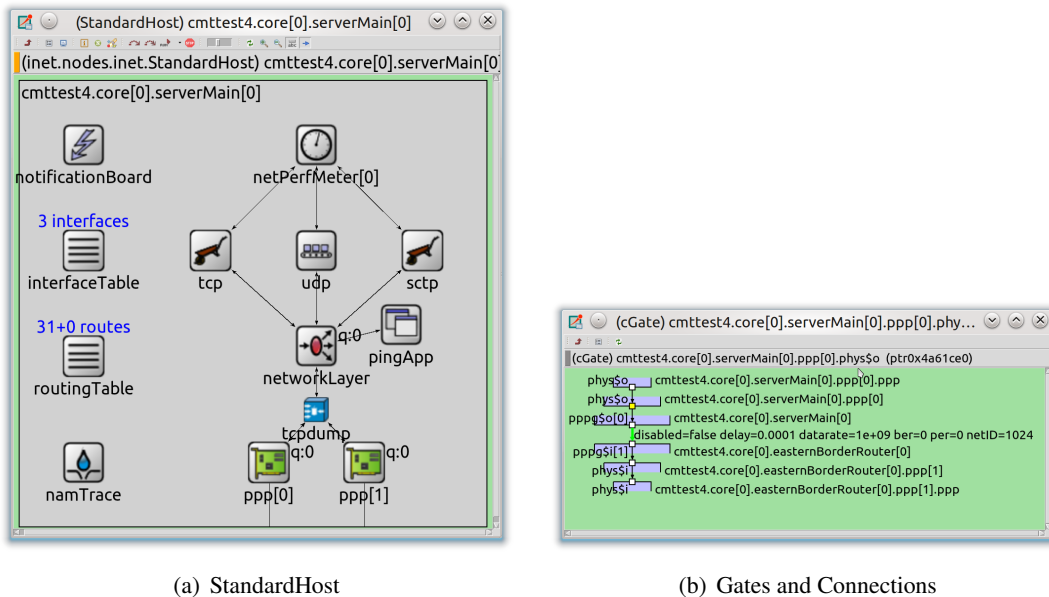 (StandardHost) cmttest4.core[0].serverMain[0]
(inet.nodes.inet.StandardHost) cmttest4.core[0].serverMain[0]
cmttest4.core[0].serverMain[0]
notificationBoard
netPerfMeter[0]
3 interfaces
interfaceTable
tcp
udp
sctp
31+0 routes
q:0
pingApp
routingTable
networkLayer
tcpdump
q:0
q:0
namTrace
ppp[0]
ppp[1]
(a) StandardHost
(cGate) cmttest4.core[0].serverMain[0].ppp[0].phy...
(cGate) cmttest4.core[0].serverMain[0].ppp[0].phys$o (ptr0x4a61ce0)
phys$o cmttest4.core[0].serverMain[0].ppp[0].ppp
phys$o cmttest4.core[0].serverMain[0].ppp[0]
pppg$o[0] cmttest4.core[0].serverMain[0]
disabled=false delay=0.0001 datarate=1e+09 ber=0 per=0 netID=1024
pppg$i[1] cmttest4.core[0].easternBorderRouter[0]
phys$i cmttest4.core[0].easternBorderRouter[0].ppp[1]
phys$i cmttest4.core[0].easternBorderRouter[0].ppp[1].ppp
(b) Gates and Connections